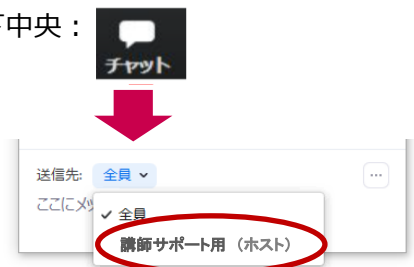 下中央：
チャット
送信先: 全員
ここにメッ
✓ 全員
講師サポート用（ホスト）